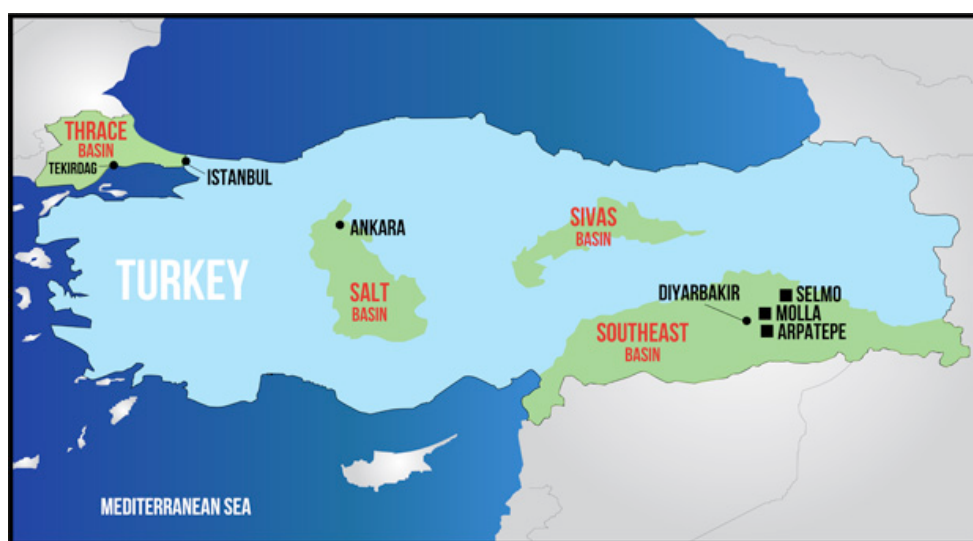 THRACE
BASIN
TEKIRDAG
ISTANBUL
ANKARA
SIVAS
BASIN
TURKEY
SALT
BASIN
DIYARBAKIR
SELMO
MOLLA
ARPATEPE
SOUTHEAST
BASIN
MEDITERRANEAN SEA